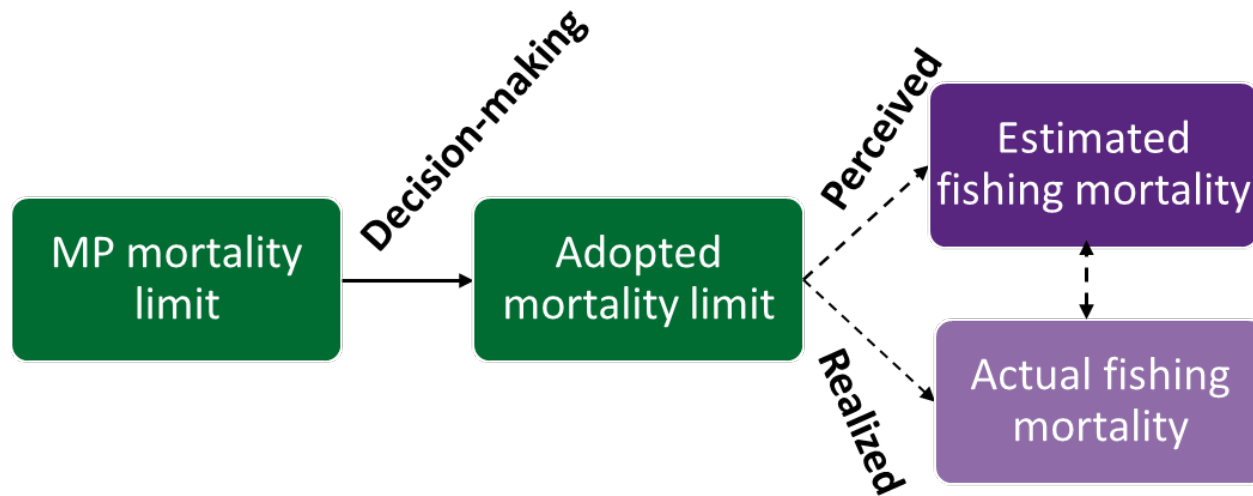 MP mortality
limit
Decision-making
Adopted
mortality limit
Perceived
Estimated
fishing mortality
Realized
Actual fishing
mortality